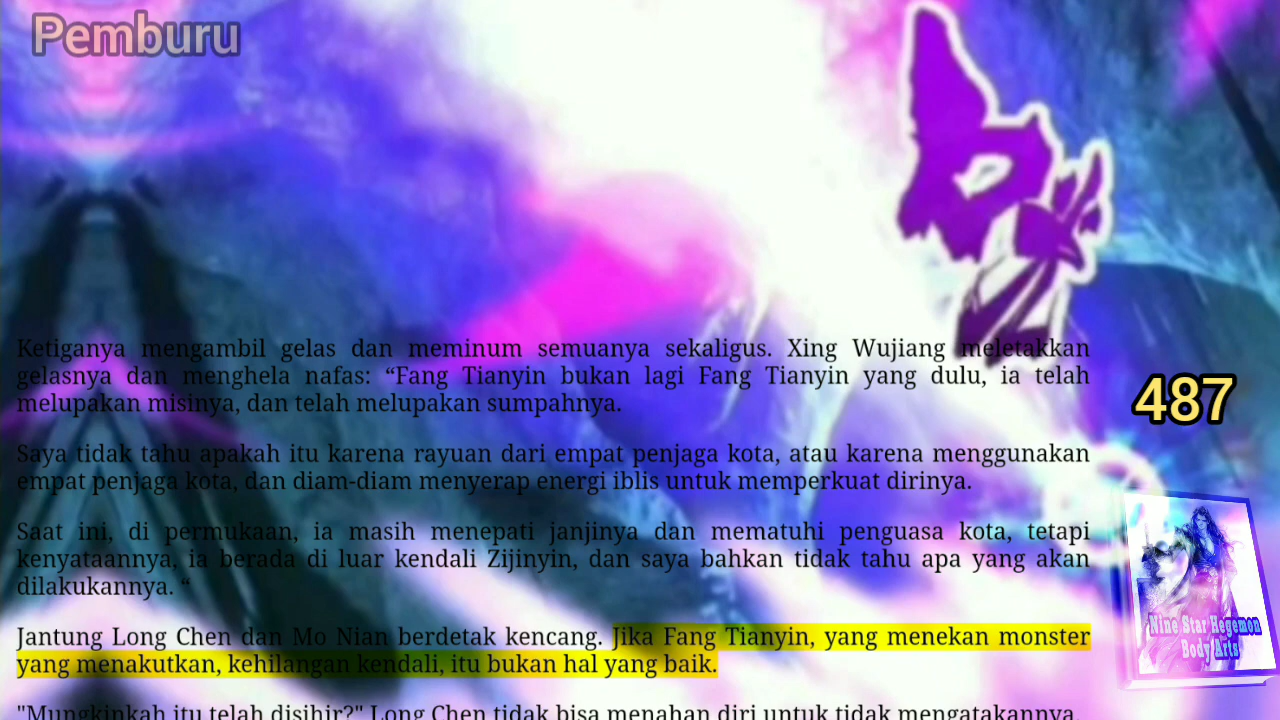 Pemburu
Ketiganya mengambil gelas dan meminum semuanya sekaligus. Xing Wujiang meletakkan
gelasnya dan menghela nafas: “Fang Tianyin bukan lagi Fang Tianyin yang dulu, ia telah
melupakan misinya, dan telah melupakan sumpahnya.
Saya tidak tahu apakah itu karena rayuan dari empat penjaga kota, atau karena menggunakan
empat penjaga kota, dan diam-diam menyerap energi iblis untuk memperkuat dirinya.
Saat ini, di permukaan, ia masih menepati janjinya dan mematuhi penguasa kota, tetapi
kenyataannya, ia berada di luar kendali Zijinyin, dan saya bahkan tidak tahu apa yang akan
dilakukannya. “
Jantung Long Chen dan Mo Nian berdetak kencang. Jika Fang Tianyin, yang menekan monster
yang menakutkan, kehilangan kendali, itu bukan hal yang baik.
"Mungkinkah itu telah disihir?" Long Chen tidak bisa menahan diri untuk tidak mengatakannya.
487
Nine Star Hegemon
Body Arts